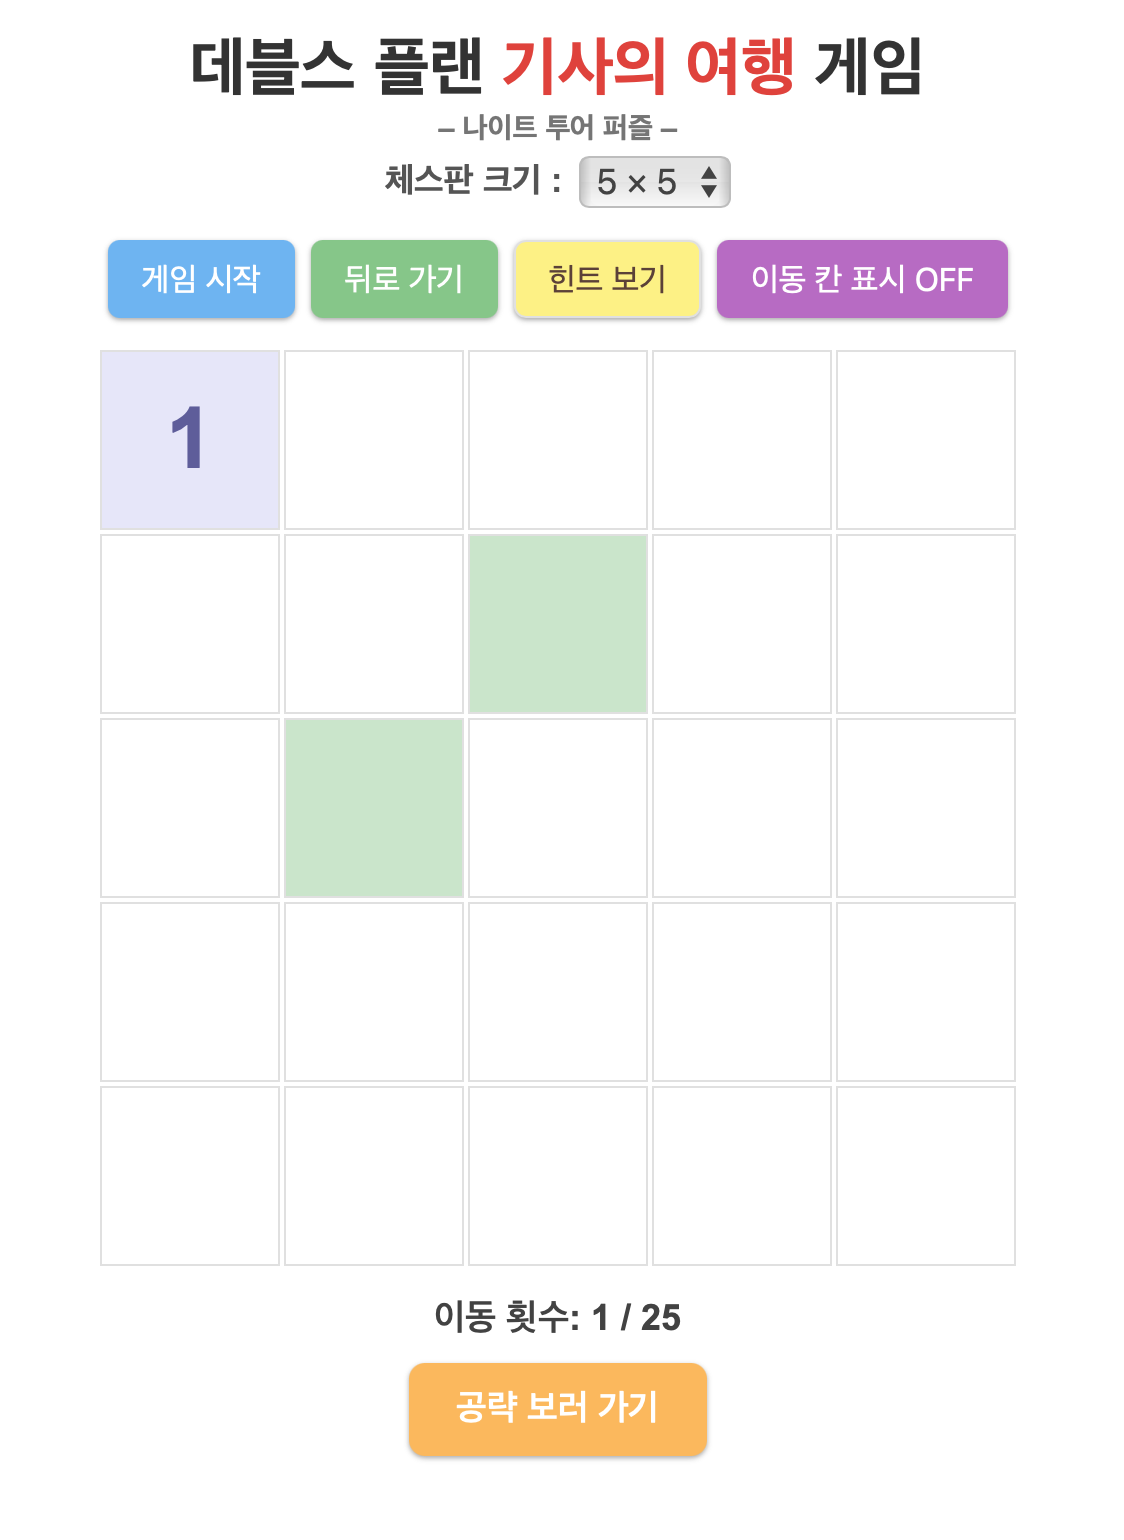 데블스 플랜 기사의 여행 게임
– 나이트 투어 퍼즐 –
체스판 크기 : 5 × 5
게임 시작 뒤로 가기 힌트 보기 이동 칸 표시 OFF
1
이동 횟수: 1 / 25
공략 보러 가기